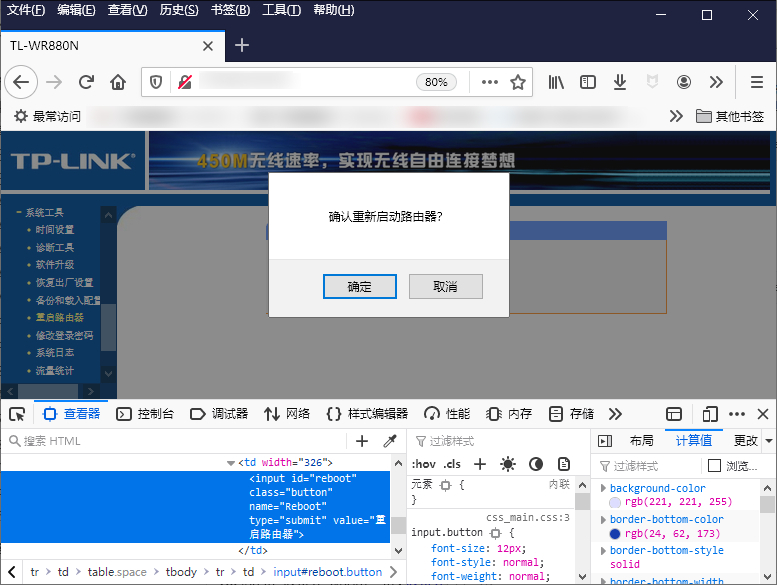 文件(F) 编辑(E) 查看(V) 历史(S) 书签(B) 工具(T) 帮助(H)
TL-WR880N
80%
最常访问
其他书签
TP-LINK®
450M无线速率，实现无线自由连接梦想
系统工具
时间设置
诊断工具
软件升级
恢复出厂设置
备份和载入配置
重启路由器
修改登录密码
系统日志
流量统计
确认重新启动路由器?
确定 取消
查看器 控制台 调试器 网络 样式编辑器 性能 内存 存储
搜索 HTML
<td width="326">
<input id="reboot"
class="button"
name="Reboot"
type="submit" value="重
启路由器">
</td>
tr td table.space tbody tr td input#reboot.button
过滤样式
:hov .cls
元素 { 内联
}
css_main.css:3
input.button {
font-size: 12px;
font-style: normal;
font-weight: normal;
布局 计算值 更改
过滤样式 浏览...
background-color
rgb(221, 221, 255)
border-bottom-color
rgb(24, 62, 173)
border-bottom-style
solid
border-bottom-width